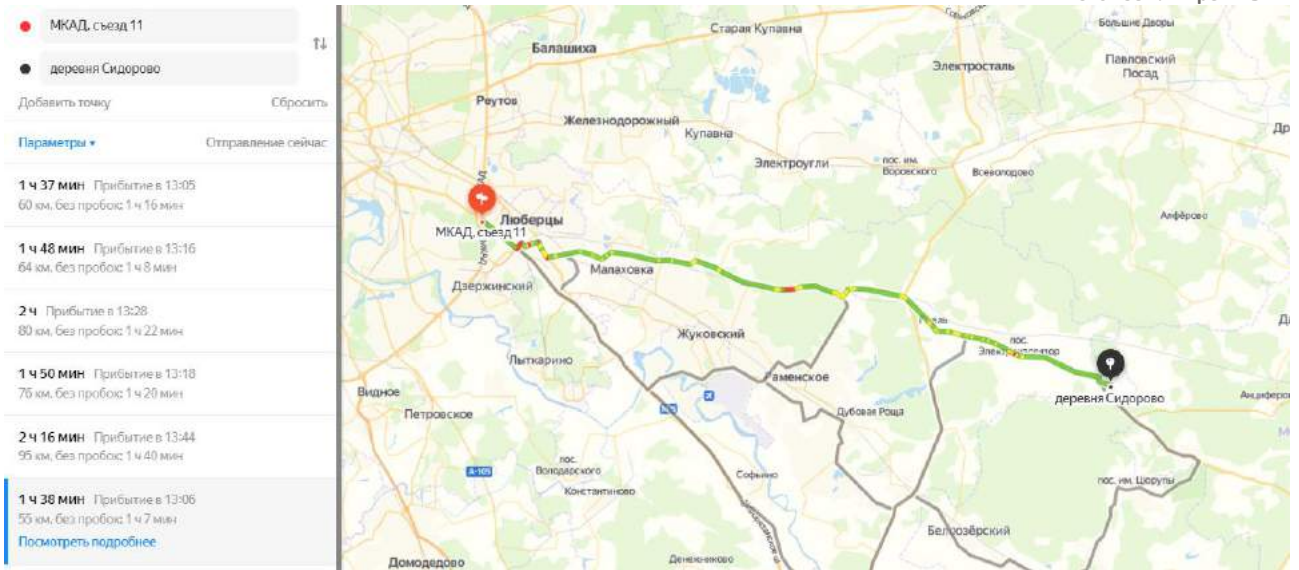 МКАД, съезд 11
деревня Сидорово
Добавить точку
Сбросить
Параметры
Отправление сейчас
1 ч 37 мин Прибытие в 13:05
60 км, без пробок: 1 ч 16 мин
1 ч 48 мин Прибытие в 13:16
64 км, без пробок: 1 ч 8 мин
2 ч Прибытие в 13:28
80 км, без пробок: 1 ч 22 мин
1 ч 50 мин Прибытие в 13:18
76 км, без пробок: 1 ч 20 мин
2 ч 16 мин Прибытие в 13:44
95 км, без пробок: 1 ч 40 мин
1 ч 38 мин Прибытие в 13:06
55 км, без пробок: 1 ч 7 мин
Посмотреть подробнее
Старая Купавна
Большие Дворы
Балашиха
Электросталь
Павловский
Посад
Реутов
Железнодорожный
Купавна
Электроугли
пос. им.
Воровского
Всеволодово
МКАД
Люберцы
МКАД, съезд 11
Алфёрово
Малаховка
Дзержинский
Жуковский
пос.
Лыткарино
Раменское
деревня Сидорово
Видное
Петровское
Дубовая Роща
А-105
пос.
Володарского
Константиново
Софьино
пос. им. Цюрупы
Белоозёрский
Домодедово